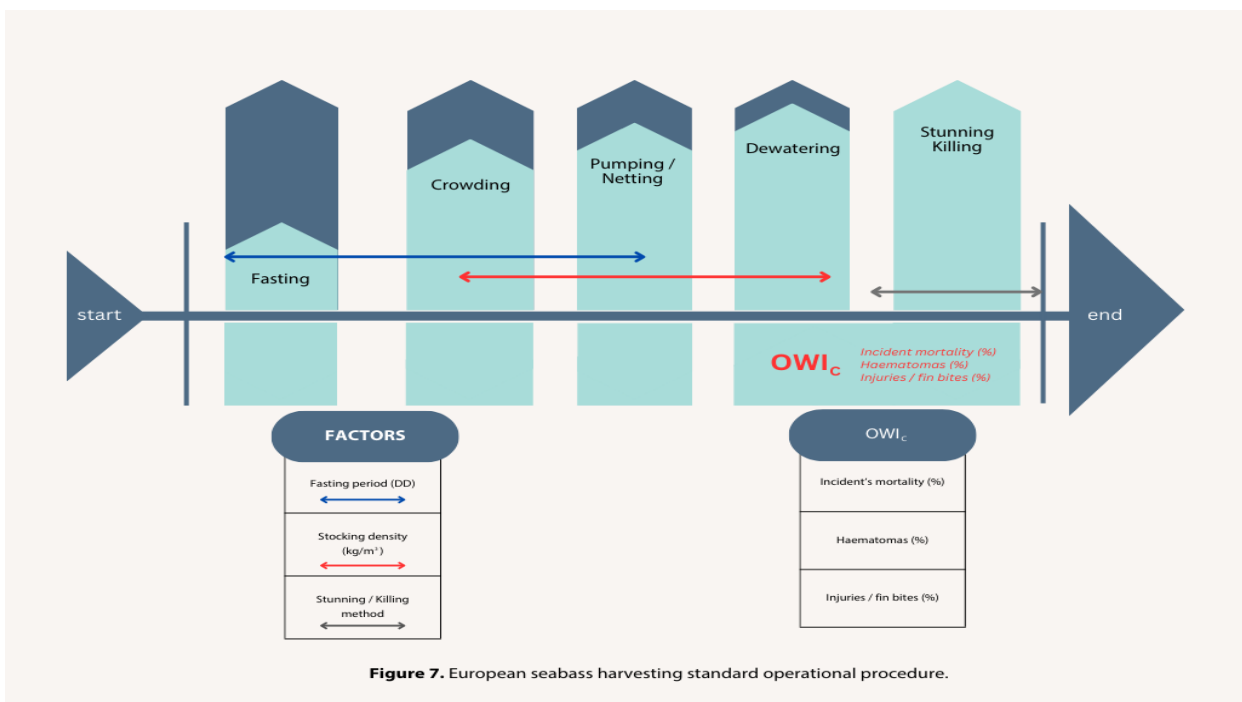 Stunning
Killing
Dewatering
Pumping /
Netting
Crowding
Fasting
start
end
OWIC
Incident mortality (%)
Haematomas (%)
Injuries / fin bites (%)
FACTORS
Fasting period (DD)
Stocking density
(kg/m³)
Stunning / Killing
method
OWIC
Incident's mortality (%)
Haematomas (%)
Injuries / fin bites (%)
Figure 7. European seabass harvesting standard operational procedure.